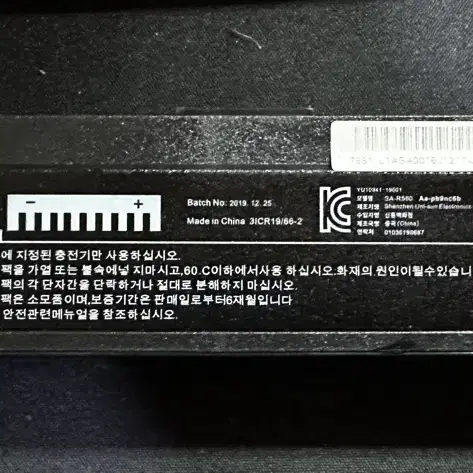 - +
Batch No: 2019. 12. 25
Made in China 3ICR19/66-2
YU10341-19001
모델명 SA-R580 Aa-pb9nc6b
제조자명 Shenzhen Uni-sun Electronics
수입자명 신풍백화점
제조국명 중국(China)
연락처 01030190687
에 지정된 충전기만 사용하십시오.
팩을 가열 또는 불속에넣 지마시고,60.C이하에서사용 하십시오.화재의 원인이될수있습니
팩의 각 단자간을 단락하거나 절대로 분해하지 마십시오.
팩은 소모품이며,보증기간은 판매일로부터6개월입니다
안전관련메뉴얼을 참조하십시오.